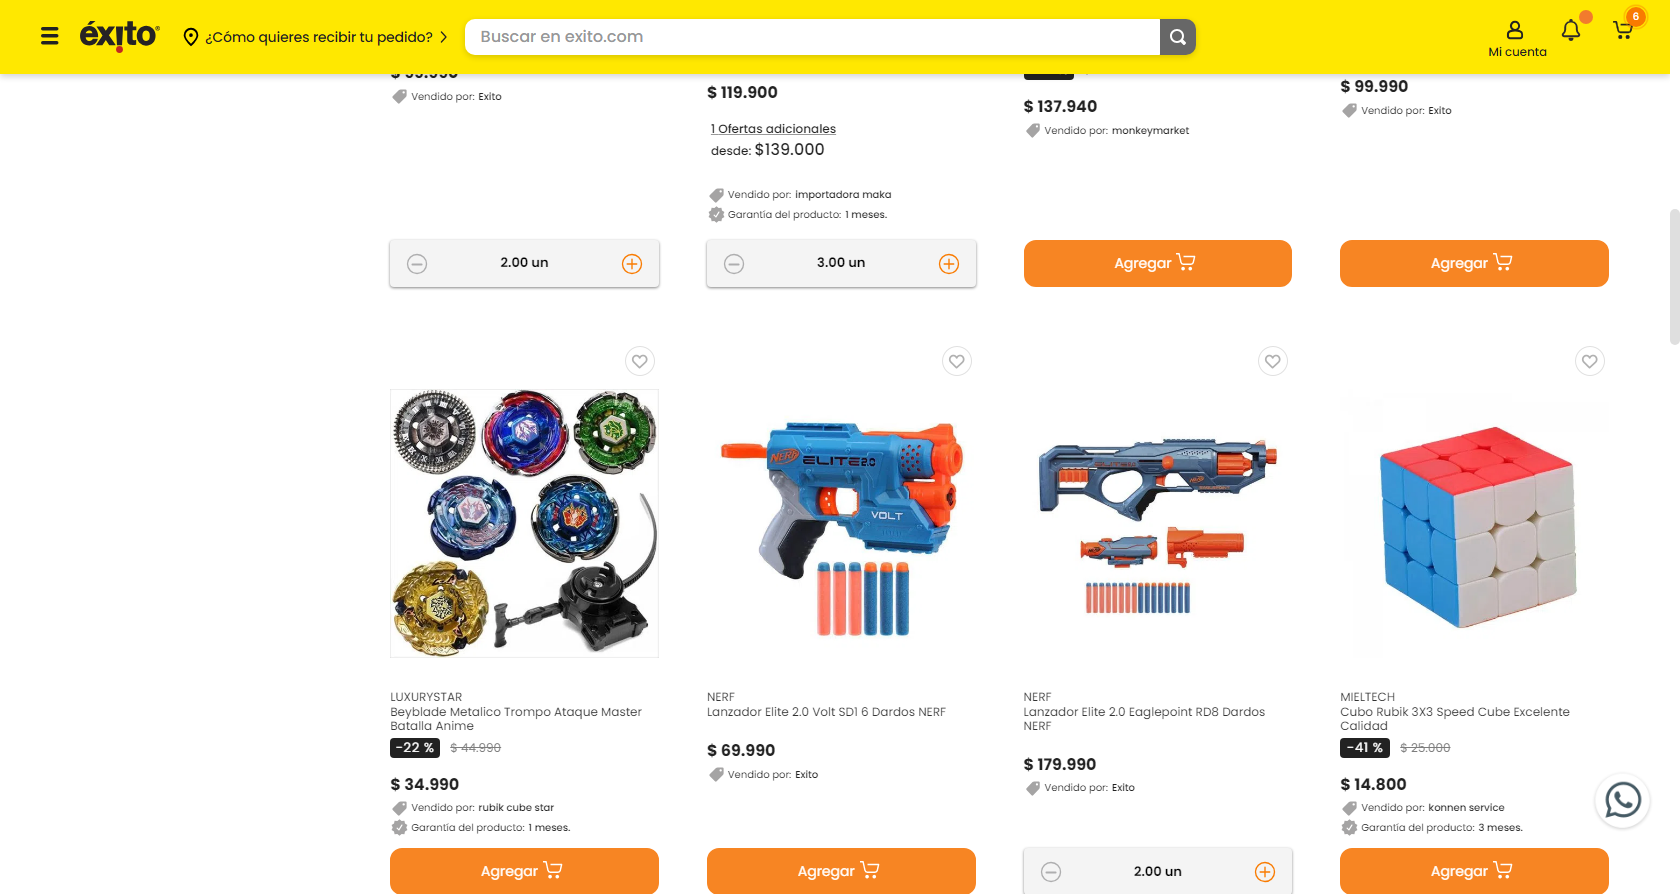 éxito
¿Cómo quieres recibir tu pedido?
Buscar en exito.com
Mi cuenta
6
Vendido por: Exito
$ 119.900
1 Ofertas adicionales
desde: $139.000
Vendido por: importadora maka
Garantía del producto: 1 meses.
$ 137.940
Vendido por: monkeymarket
$ 99.990
Vendido por: Exito
2.00 un
3.00 un
Agregar
Agregar
NERF
ELITE 2.0
VOLT
LUXURYSTAR
Beyblade Metalico Trompo Ataque Master
Batalla Anime
-22 % $ 44.990
$ 34.990
Vendido por: rubik cube star
Garantía del producto: 1 meses.
Agregar
NERF
Lanzador Elite 2.0 Volt SD1 6 Dardos NERF
$ 69.990
Vendido por: Exito
Agregar
NERF
Lanzador Elite 2.0 Eaglepoint RD8 Dardos
NERF
$ 179.990
Vendido por: Exito
2.00 un
MIELTECH
Cubo Rubik 3X3 Speed Cube Excelente
Calidad
-41 % $ 25.000
$ 14.800
Vendido por: konnen service
Garantía del producto: 3 meses.
Agregar